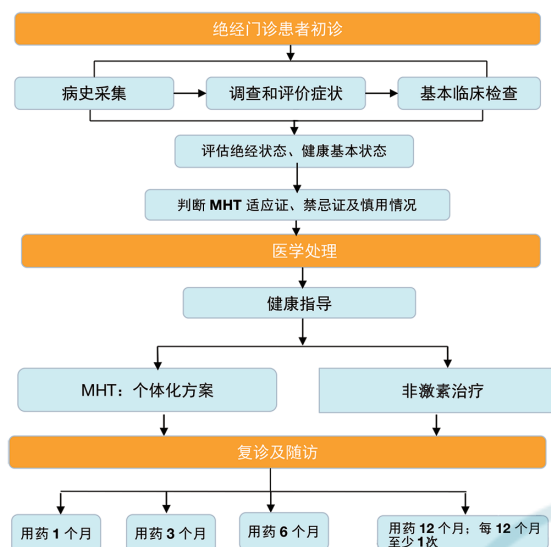 绝经门诊患者初诊
病史采集
调查和评价症状
基本临床检查
评估绝经状态、健康基本状态
判断 MHT 适应证、禁忌证及慎用情况
医学处理
健康指导
MHT：个体化方案
非激素治疗
复诊及随访
用药 1 个月
用药 3 个月
用药 6 个月
用药 12 个月；每 12 个月
至少 1次